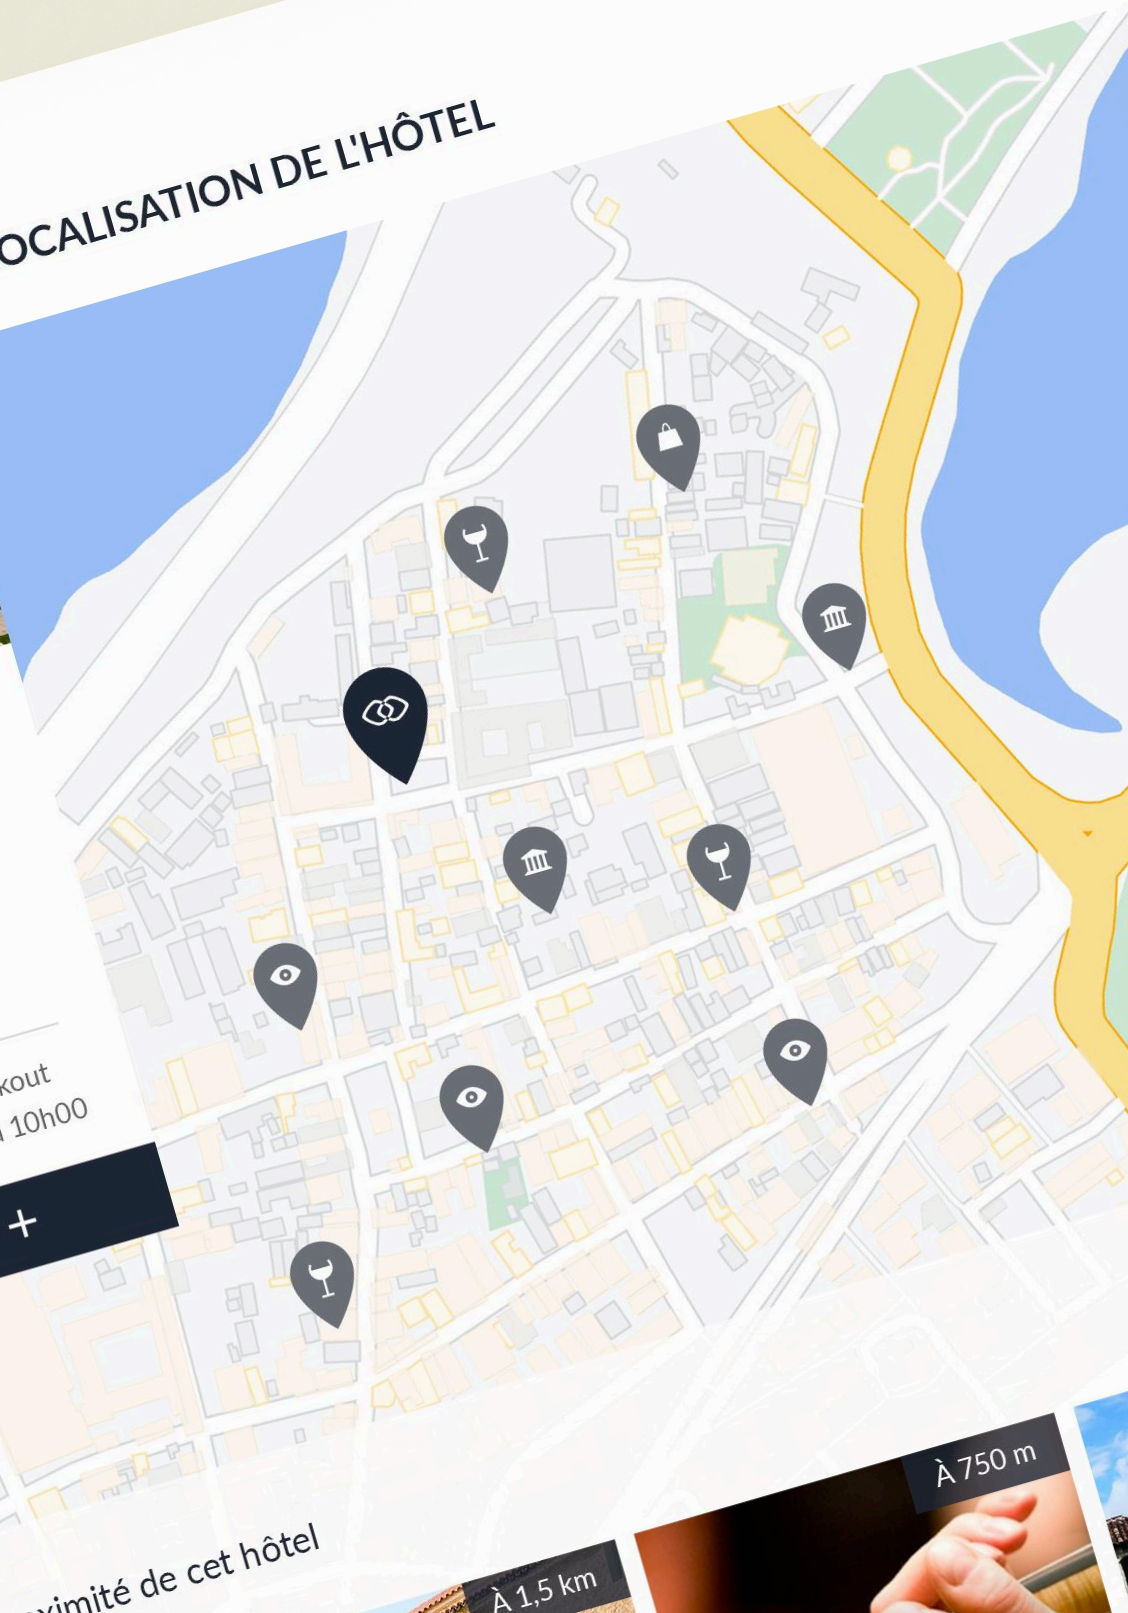 OCALISATION DE L'HÔTEL
kout
10h00
+
ximité de cet hôtel
À 1,5 km
À 750 m